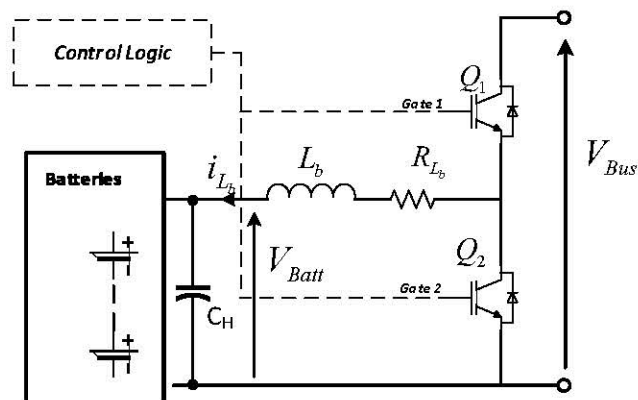 Control Logic
Gate 1
Q1
VBus
Batteries
iLb
Lb
RLb
+
+
CH
VBatt
Gate 2
Q2